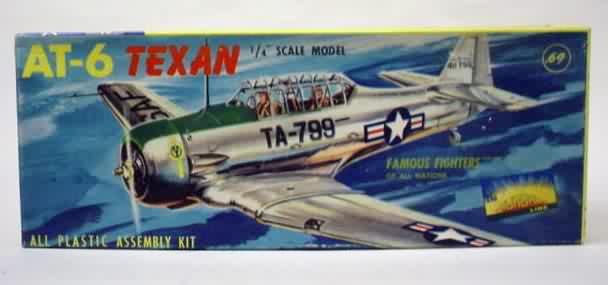 AT-6 TEXAN 1/4" SCALE MODEL
69
TA-799
FAMOUS FIGHTERS
OF ALL NATIONS
LINE
ALL PLASTIC ASSEMBLY KIT